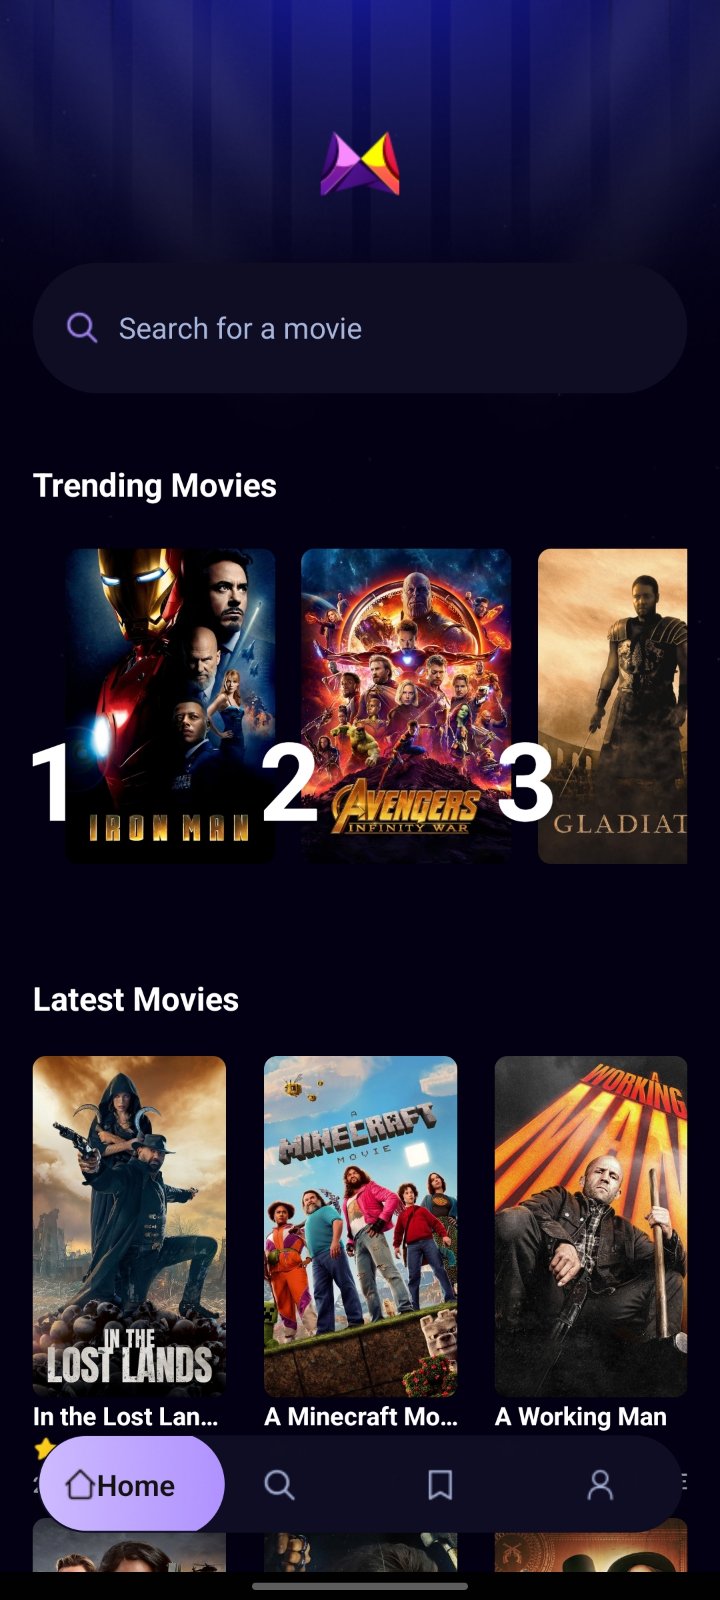 Search for a movie
Trending Movies
1
IRON MAN
2
AVENGERS
INFINITY WAR
3
GLADIAT
Latest Movies
IN THE
LOST LANDS
A
MINECRAFT
MOVIE
A
WORKING
MAN
In the Lost Lan...
A Minecraft Mo...
A Working Man
Home